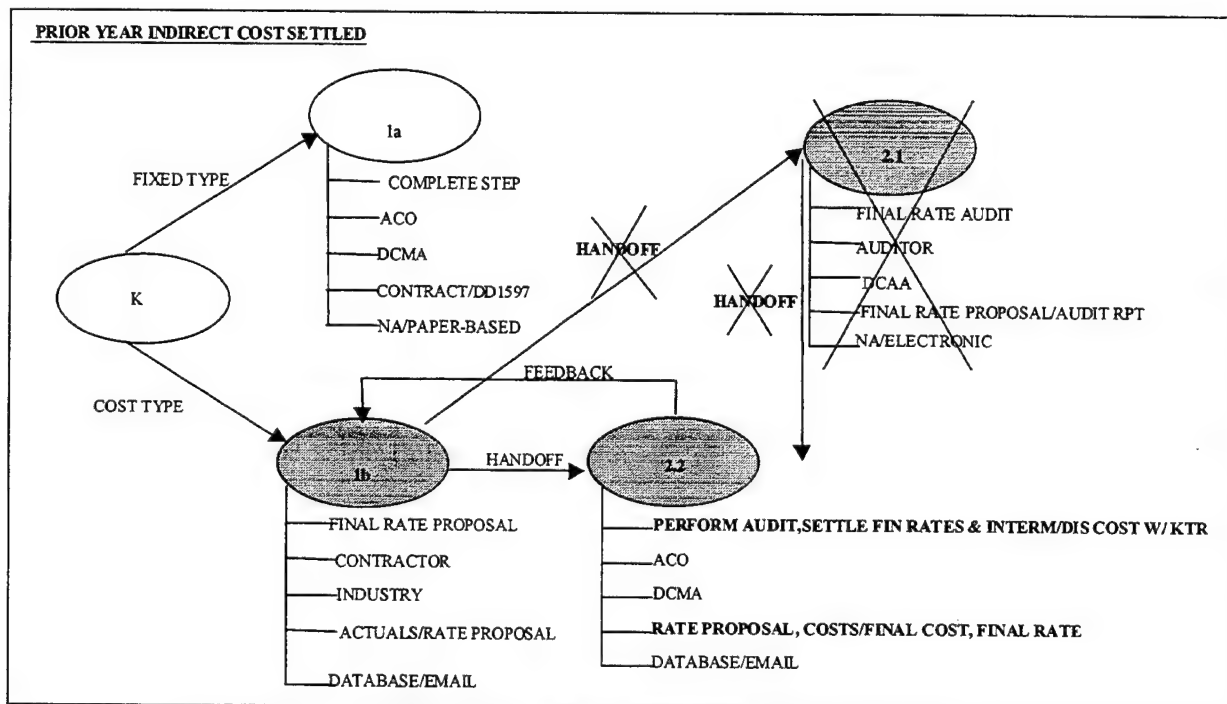 PRIOR YEAR INDIRECT COST SETTLED
1a
FIXED TYPE
COMPLETE STEP
ACO
DCMA
CONTRACT/DD1597
NA/PAPER-BASED
K
COST TYPE
HANDOFF
2.1
FINAL RATE AUDIT
AUDITOR
DCAA
FINAL RATE PROPOSAL/AUDIT RPT
NA/ELECTRONIC
HANDOFF
FEEDBACK
1b
HANDOFF
2.2
FINAL RATE PROPOSAL
CONTRACTOR
INDUSTRY
ACTUALS/RATE PROPOSAL
DATABASE/EMAIL
PERFORM AUDIT,SETTLE FIN RATES & INTERM/DIS COST W/ KTR
ACO
DCMA
RATE PROPOSAL, COSTS/FINAL COST, FINAL RATE
DATABASE/EMAIL